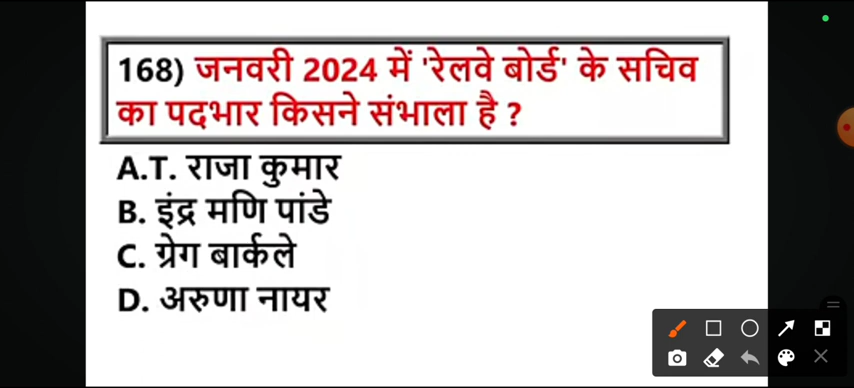 168) जनवरी 2024 में 'रेलवे बोर्ड' के सचिव
का पदभार किसने संभाला है ?
A.T. राजा कुमार
B. इंद्र मणि पांडे
C. ग्रेग बार्कले
D. अरुणा नायर